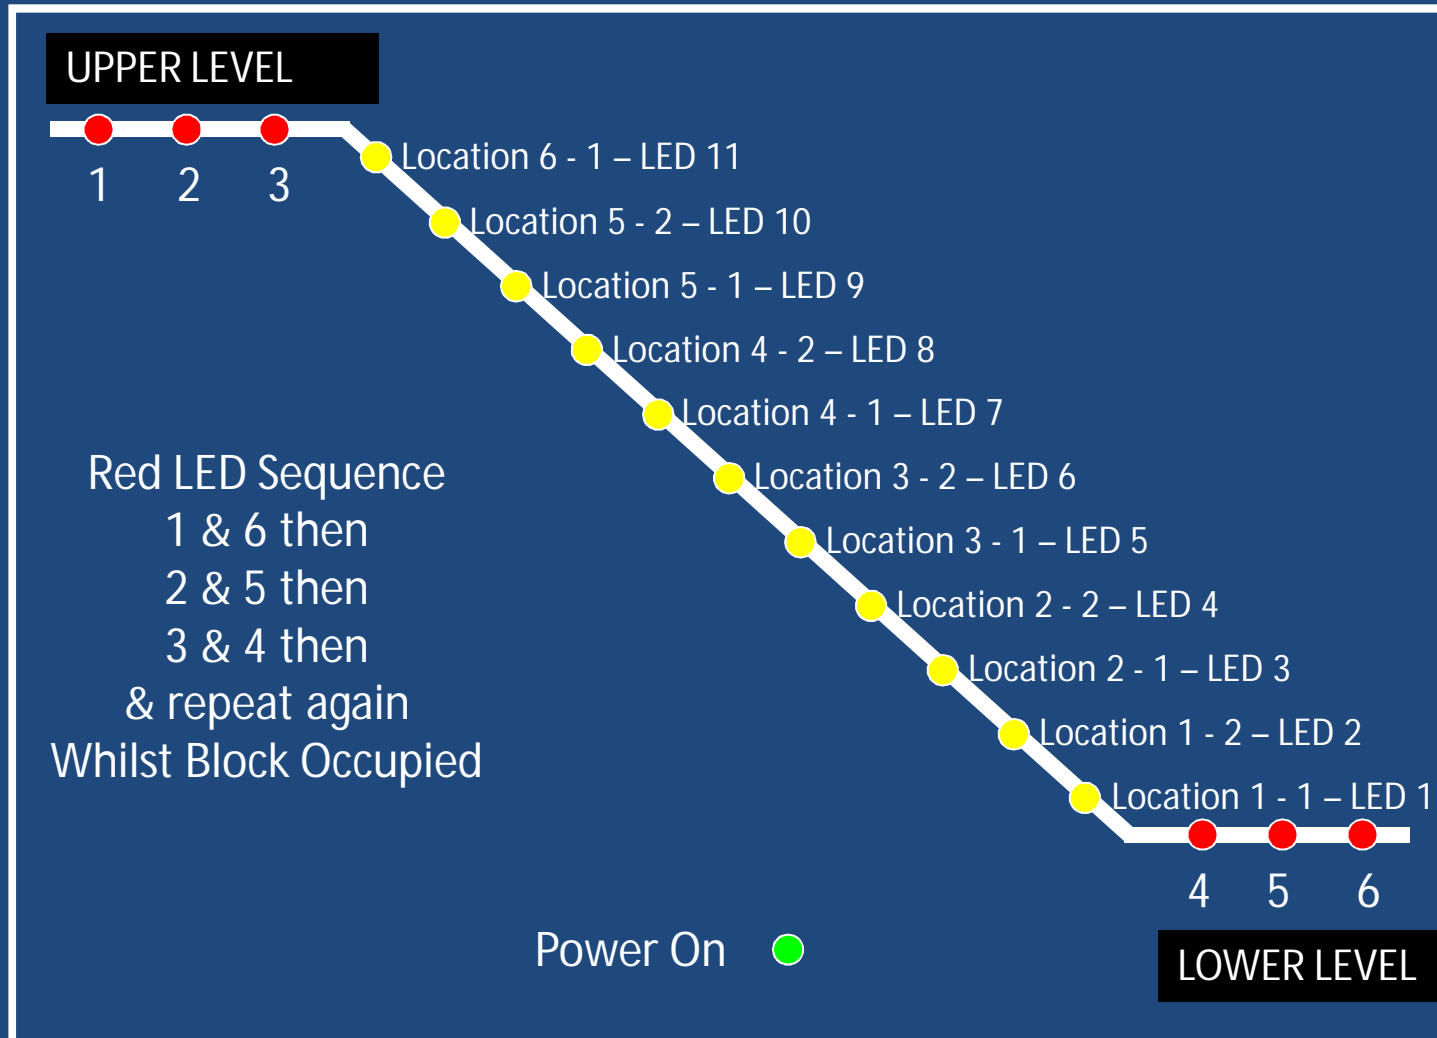 UPPER LEVEL
1 2 3
Location 6 - 1 – LED 11
Location 5 - 2 – LED 10
Location 5 - 1 – LED 9
Location 4 - 2 – LED 8
Location 4 - 1 – LED 7
Location 3 - 2 – LED 6
Location 3 - 1 – LED 5
Location 2 - 2 – LED 4
Location 2 - 1 – LED 3
Location 1 - 2 – LED 2
Location 1 - 1 – LED 1
Red LED Sequence
1 & 6 then
2 & 5 then
3 & 4 then
& repeat again
Whilst Block Occupied
4 5 6
LOWER LEVEL
Power On